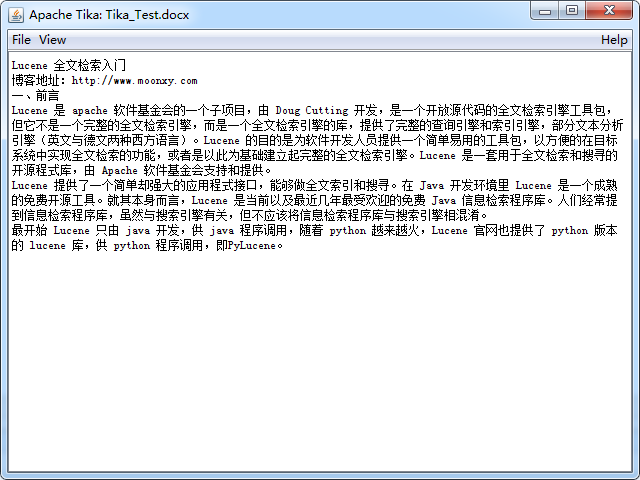 Apache Tika: Tika_Test.docx
File View Help
Lucene 全文检索入门
博客地址：http://www.moonxy.com
一、前言
Lucene 是 apache 软件基金会的一个子项目，由 Doug Cutting 开发，是一个开放源代码的全文检索引擎工具包，
但它不是一个完整的全文检索引擎，而是一个全文检索引擎的库，提供了完整的查询引擎和索引引擎，部分文本分析
引擎（英文与德文两种西方语言）。Lucene 的目的是为软件开发人员提供一个简单易用的工具包，以方便的在目标
系统中实现全文检索的功能，或者是以此为基础建立起完整的全文检索引擎。Lucene 是一套用于全文检索和搜寻的
开源程式库，由 Apache 软件基金会支持和提供。
Lucene 提供了一个简单却强大的应用程式接口，能够做全文索引和搜寻。在 Java 开发环境里 Lucene 是一个成熟
的免费开源工具。就其本身而言，Lucene 是当前以及最近几年最受欢迎的免费 Java 信息检索程序库。人们经常提
到信息检索程序库，虽然与搜索引擎有关，但不应该将信息检索程序库与搜索引擎相混淆。
最开始 Lucene 只由 java 开发，供 java 程序调用，随着 python 越来越火，Lucene 官网也提供了 python 版本
的 lucene 库，供 python 程序调用，即PyLucene。